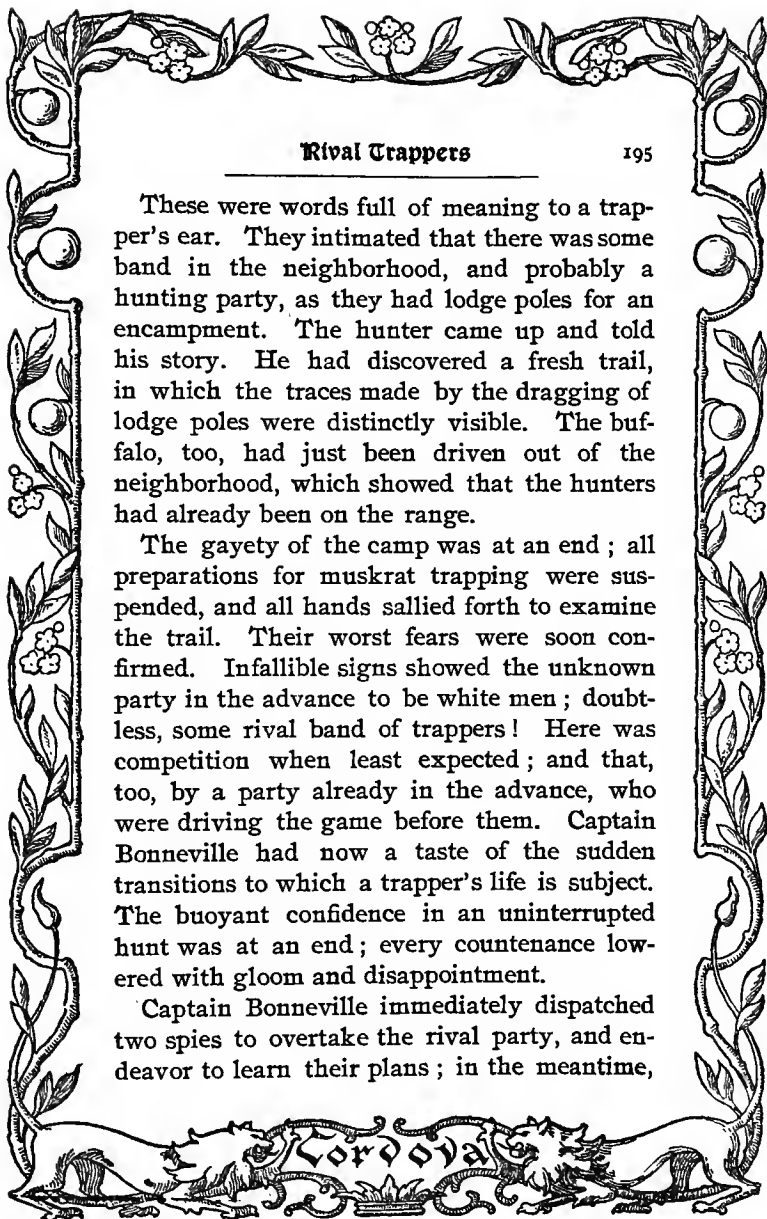 Rival Trappers 195
These were words full of meaning to a trap-
per's ear. They intimated that there was some
band in the neighborhood, and probably a
hunting party, as they had lodge poles for an
encampment. The hunter came up and told
his story. He had discovered a fresh trail,
in which the traces made by the dragging of
lodge poles were distinctly visible. The buf-
falo, too, had just been driven out of the
neighborhood, which showed that the hunters
had already been on the range.
The gayety of the camp was at an end ; all
preparations for muskrat trapping were sus-
pended, and all hands sallied forth to examine
the trail. Their worst fears were soon con-
firmed. Infallible signs showed the unknown
party in the advance to be white men ; doubt-
less, some rival band of trappers ! Here was
competition when least expected ; and that,
too, by a party already in the advance, who
were driving the game before them. Captain
Bonneville had now a taste of the sudden
transitions to which a trapper's life is subject.
The buoyant confidence in an uninterrupted
hunt was at an end ; every countenance low-
ered with gloom and disappointment.
Captain Bonneville immediately dispatched
two spies to overtake the rival party, and en-
deavor to learn their plans ; in the meantime,
Cordova